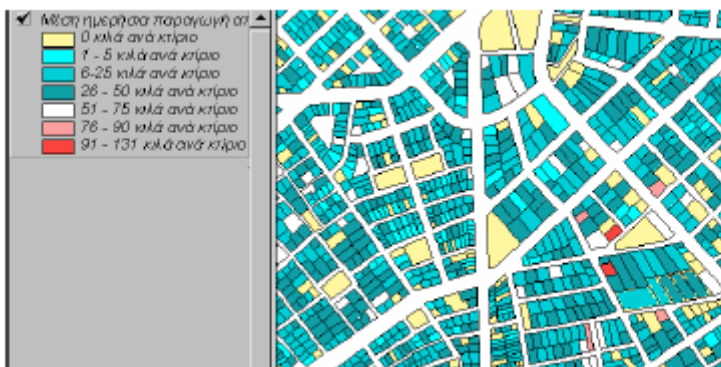 Μέση ημερήσια παραγωγή απ
0 κιλά ανά κτίριο
1 - 5 κιλά ανά κτίριο
6-25 κιλά ανά κτίριο
26 - 50 κιλά ανά κτίριο
51 - 75 κιλά ανά κτίριο
76 - 90 κιλά ανά κτίριο
91 - 131 κιλά ανά κτίριο